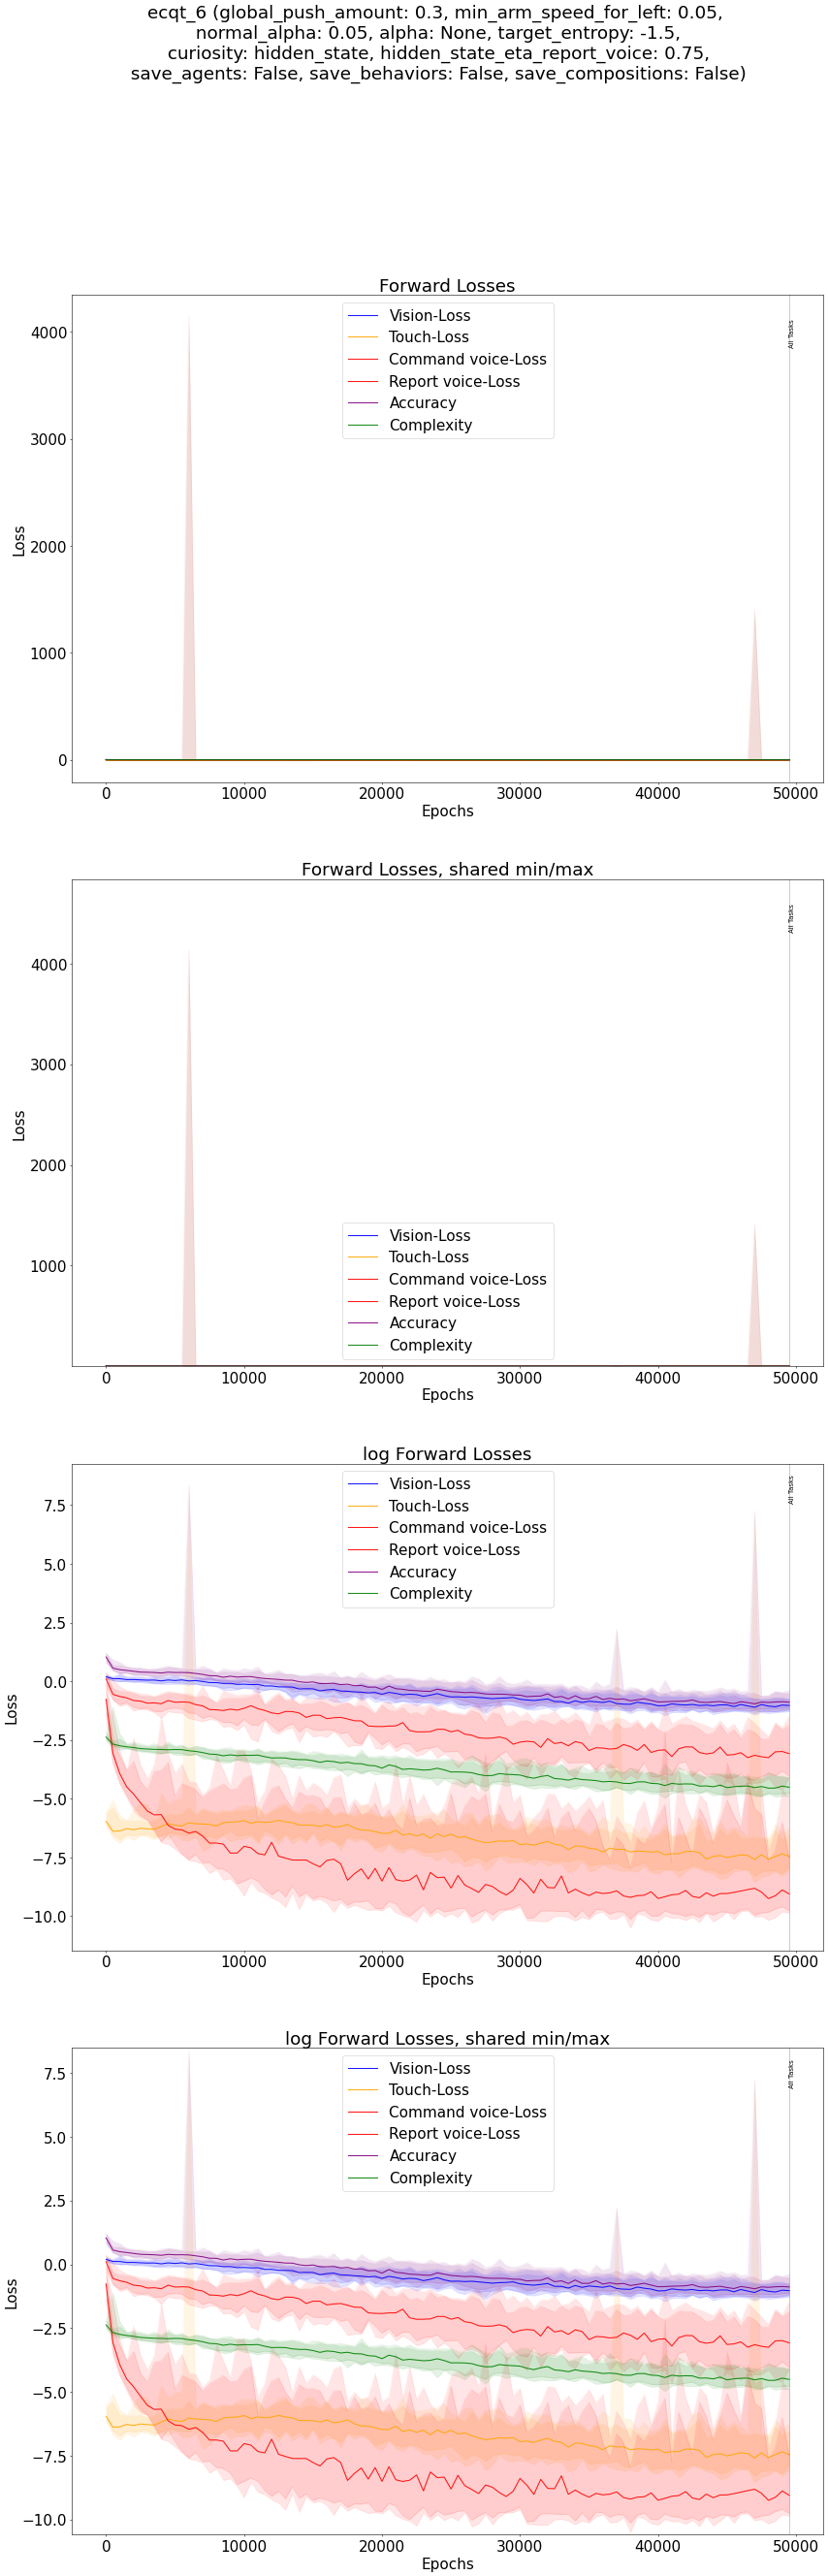 ecqt_6 (global_push_amount: 0.3, min_arm_speed_for_left: 0.05,
normal_alpha: 0.05, alpha: None, target_entropy: -1.5,
curiosity: hidden_state, hidden_state_eta_report_voice: 0.75,
save_agents: False, save_behaviors: False, save_compositions: False)
Forward Losses
Vision-Loss
Touch-Loss
Command voice-Loss
Report voice-Loss
Accuracy
Complexity
All Tasks
4000
3000
2000
1000
0
Loss
0 10000 20000 30000 40000 50000
Epochs
Forward Losses, shared min/max
All Tasks
4000
3000
2000
1000
Loss
Vision-Loss
Touch-Loss
Command voice-Loss
Report voice-Loss
Accuracy
Complexity
0 10000 20000 30000 40000 50000
Epochs
log Forward Losses
Vision-Loss
Touch-Loss
Command voice-Loss
Report voice-Loss
Accuracy
Complexity
All Tasks
7.5
5.0
2.5
0.0
−2.5
−5.0
−7.5
−10.0
Loss
0 10000 20000 30000 40000 50000
Epochs
log Forward Losses, shared min/max
Vision-Loss
Touch-Loss
Command voice-Loss
Report voice-Loss
Accuracy
Complexity
All Tasks
7.5
5.0
2.5
0.0
−2.5
−5.0
−7.5
−10.0
Loss
0 10000 20000 30000 40000 50000
Epochs